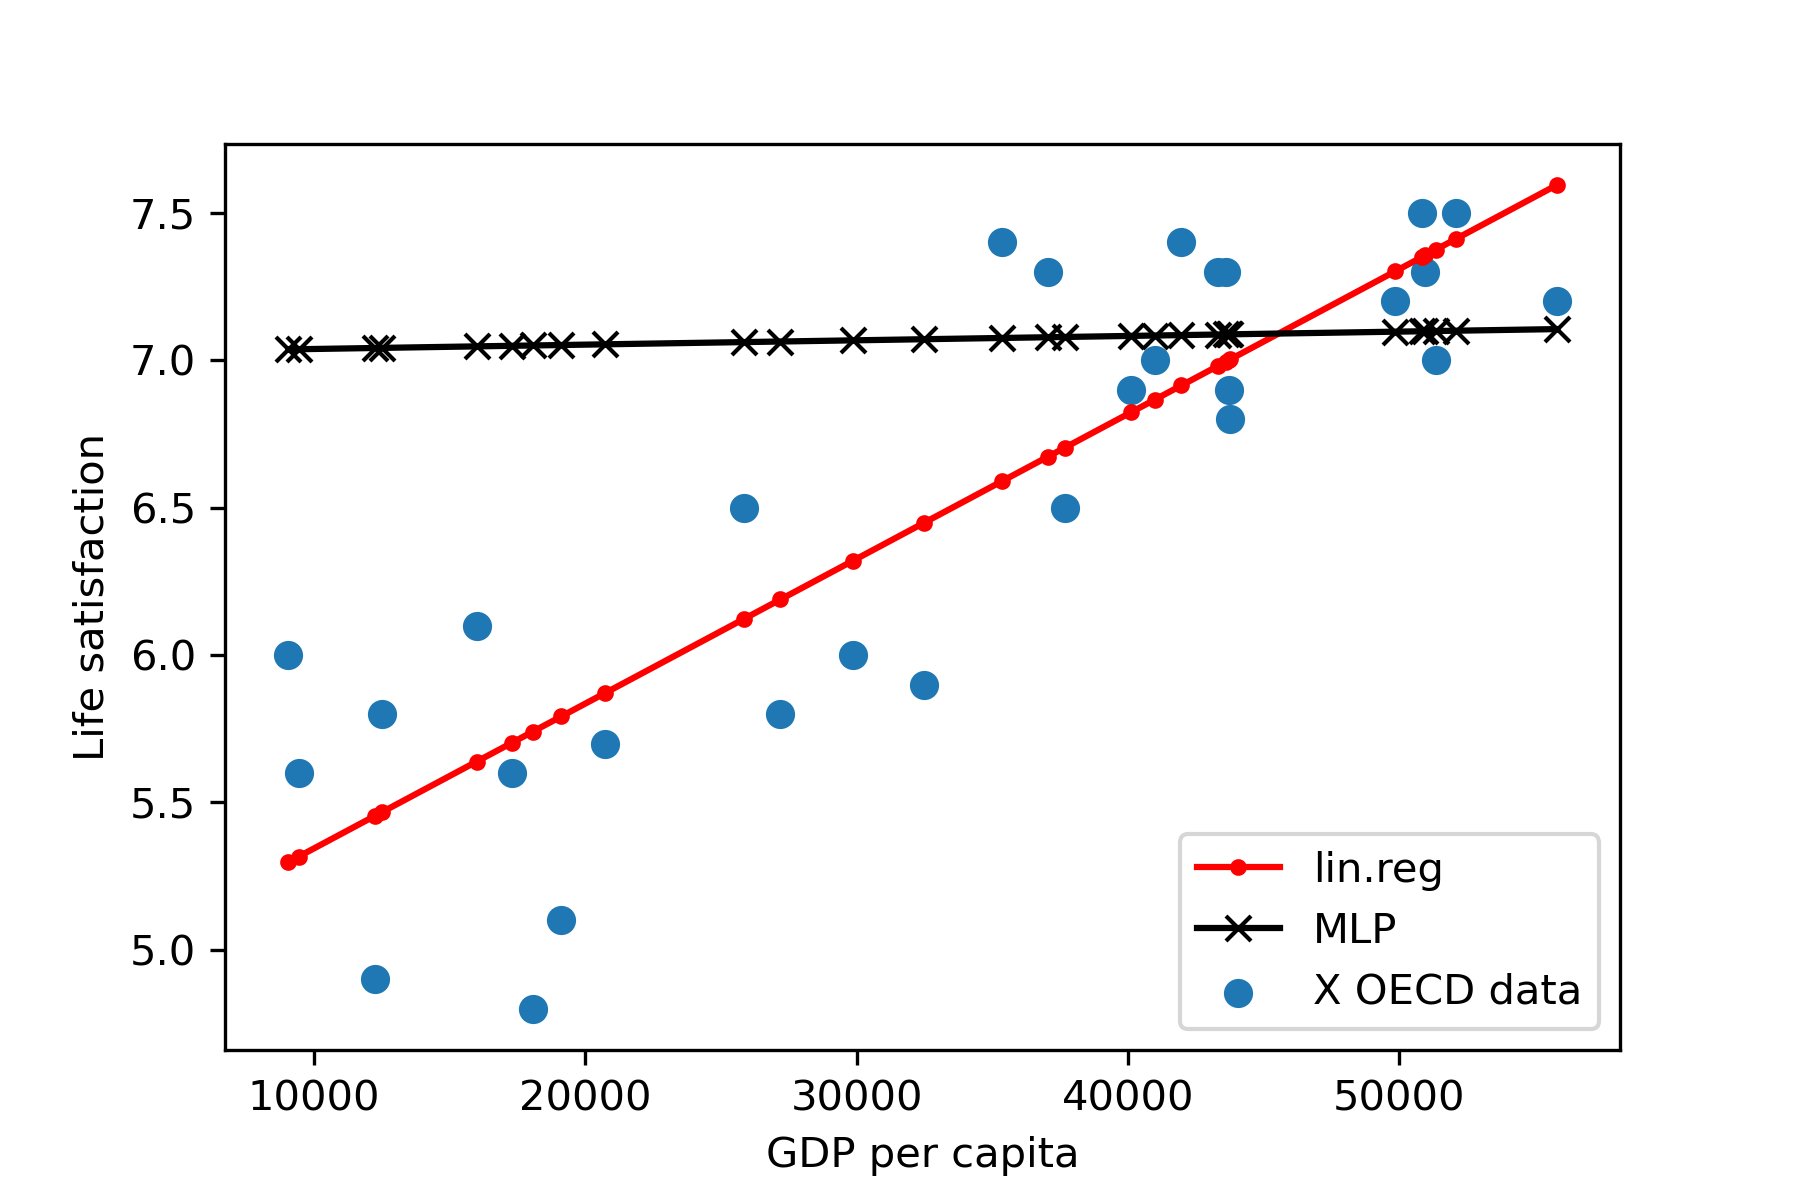 7.5
7.0
6.5
6.0
5.5
5.0
Life satisfaction
lin.reg
MLP
X OECD data
10000 20000 30000 40000 50000
GDP per capita